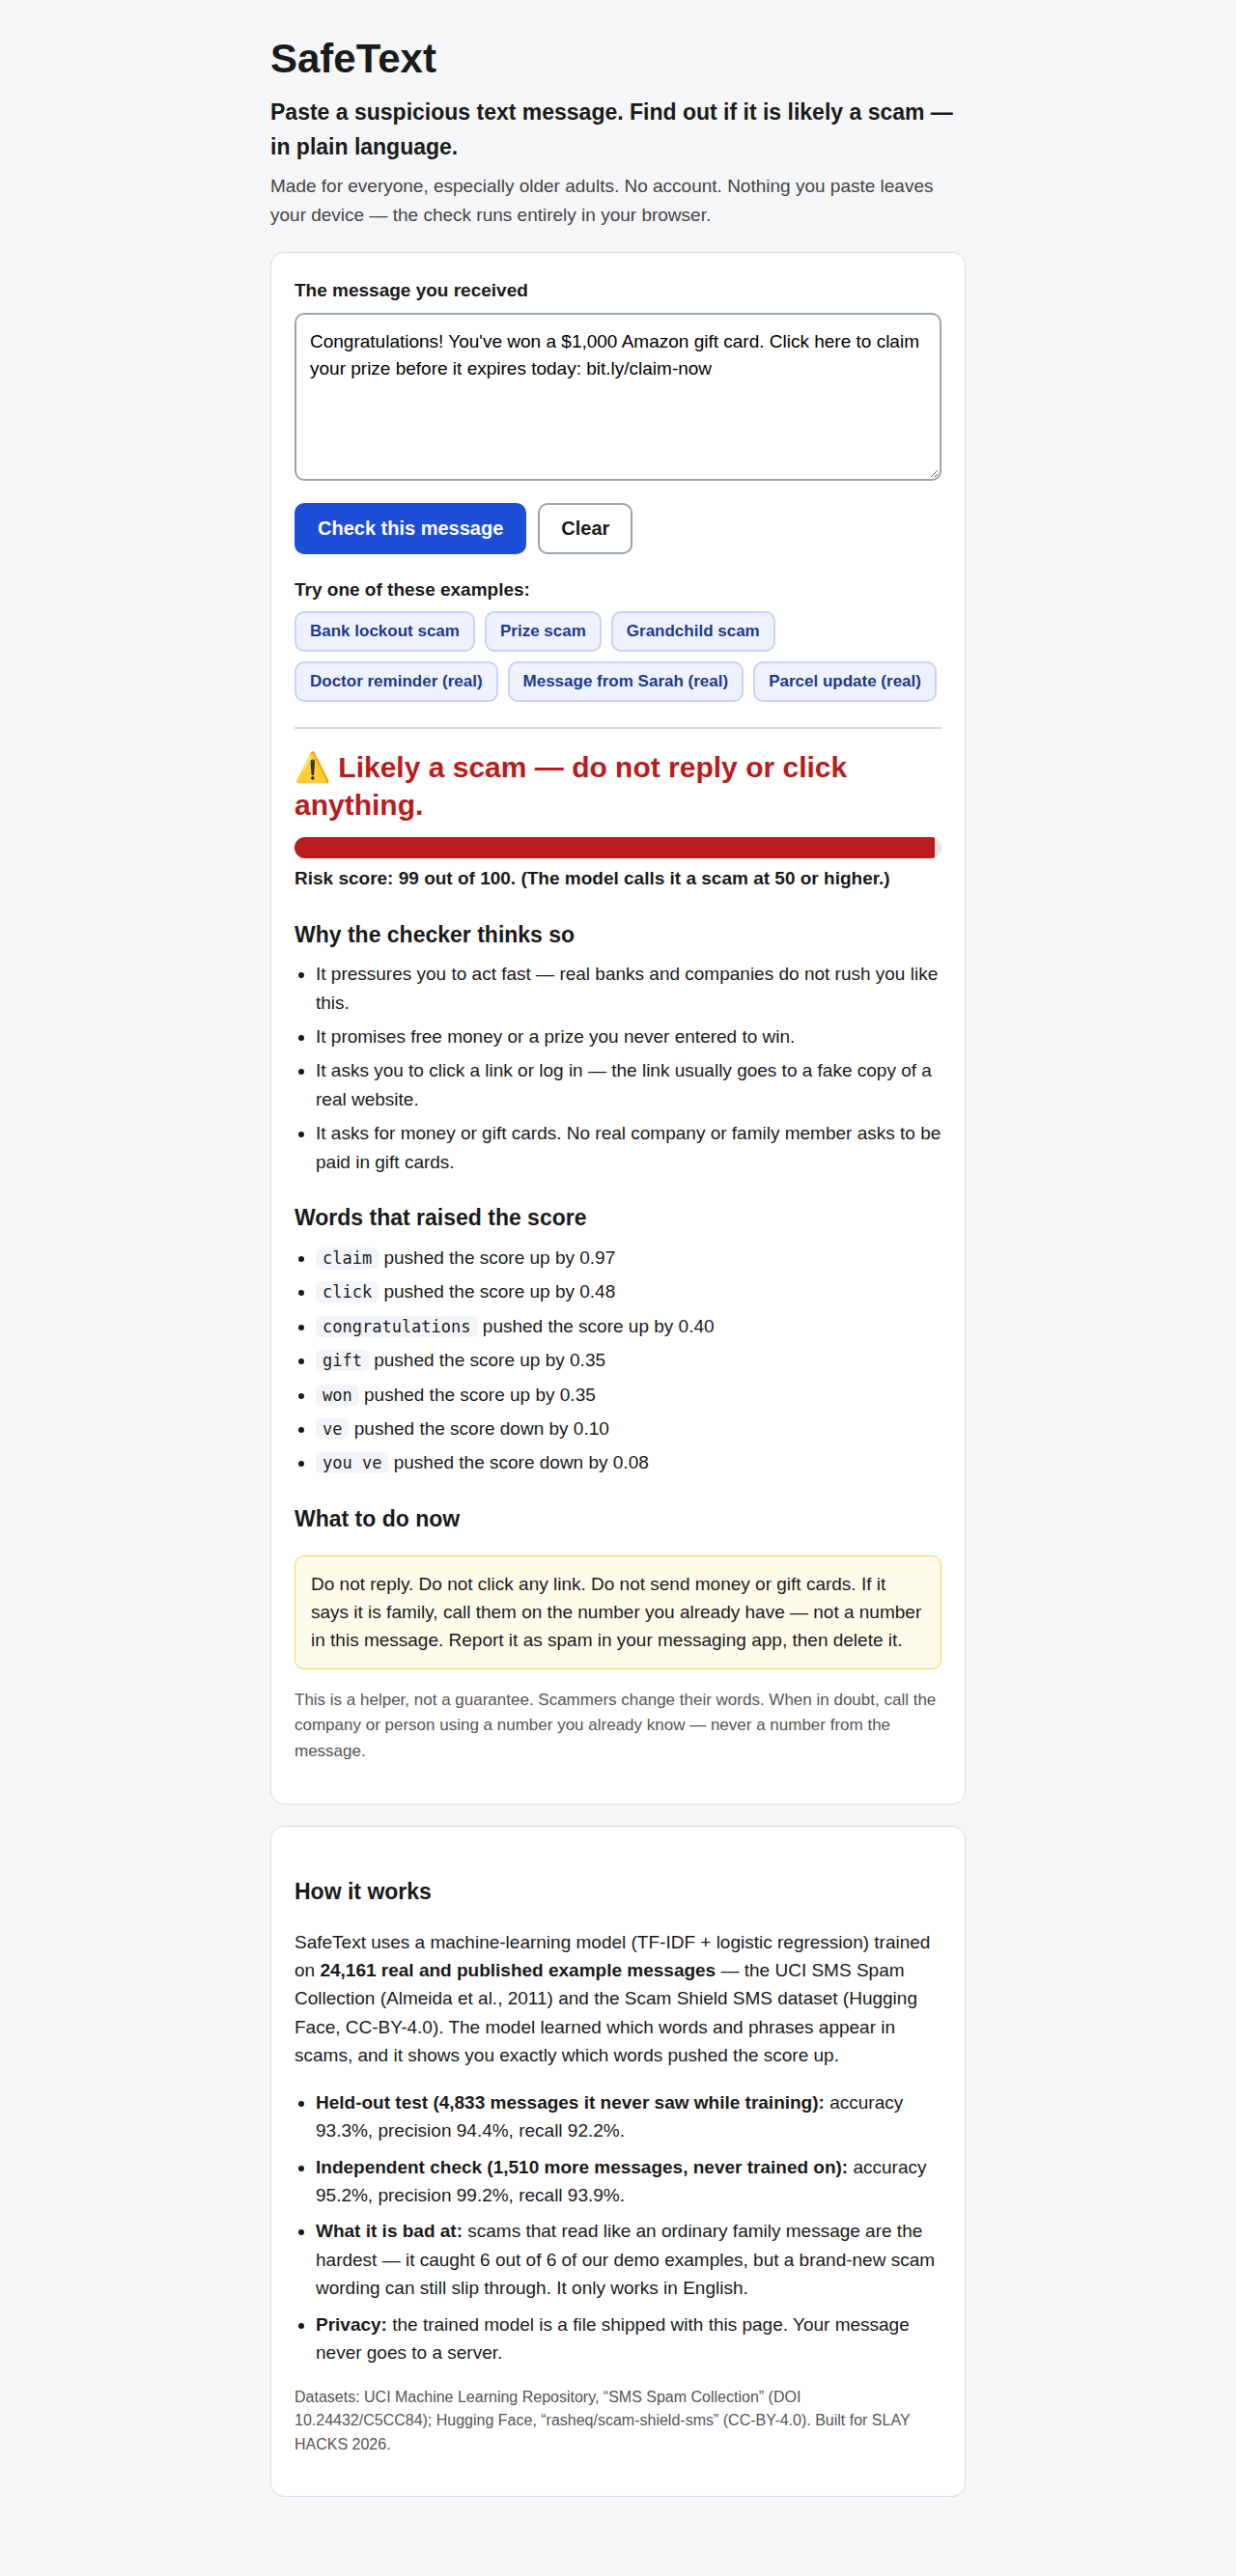 SafeText
Paste a suspicious text message. Find out if it is likely a scam —
in plain language.
Made for everyone, especially older adults. No account. Nothing you paste leaves
your device — the check runs entirely in your browser.
The message you received
Congratulations! You've won a $1,000 Amazon gift card. Click here to claim
your prize before it expires today: bit.ly/claim-now
Check this message Clear
Try one of these examples:
Bank lockout scam Prize scam Grandchild scam
Doctor reminder (real) Message from Sarah (real) Parcel update (real)
⚠️ Likely a scam — do not reply or click
anything.
Risk score: 99 out of 100. (The model calls it a scam at 50 or higher.)
Why the checker thinks so
• It pressures you to act fast — real banks and companies do not rush you like
this.
• It promises free money or a prize you never entered to win.
• It asks you to click a link or log in — the link usually goes to a fake copy of a
real website.
• It asks for money or gift cards. No real company or family member asks to be
paid in gift cards.
Words that raised the score
• claim pushed the score up by 0.97
• click pushed the score up by 0.48
• congratulations pushed the score up by 0.40
• gift pushed the score up by 0.35
• won pushed the score up by 0.35
• ve pushed the score down by 0.10
• you ve pushed the score down by 0.08
What to do now
Do not reply. Do not click any link. Do not send money or gift cards. If it
says it is family, call them on the number you already have — not a number
in this message. Report it as spam in your messaging app, then delete it.
This is a helper, not a guarantee. Scammers change their words. When in doubt, call the
company or person using a number you already know — never a number from the
message.
How it works
SafeText uses a machine-learning model (TF-IDF + logistic regression) trained
on 24,161 real and published example messages — the UCI SMS Spam
Collection (Almeida et al., 2011) and the Scam Shield SMS dataset (Hugging
Face, CC-BY-4.0). The model learned which words and phrases appear in
scams, and it shows you exactly which words pushed the score up.
• Held-out test (4,833 messages it never saw while training): accuracy
93.3%, precision 94.4%, recall 92.2%.
• Independent check (1,510 more messages, never trained on): accuracy
95.2%, precision 99.2%, recall 93.9%.
• What it is bad at: scams that read like an ordinary family message are the
hardest — it caught 6 out of 6 of our demo examples, but a brand-new scam
wording can still slip through. It only works in English.
• Privacy: the trained model is a file shipped with this page. Your message
never goes to a server.
Datasets: UCI Machine Learning Repository, “SMS Spam Collection” (DOI
10.24432/C5CC84); Hugging Face, “rasheq/scam-shield-sms” (CC-BY-4.0). Built for SLAY
HACKS 2026.